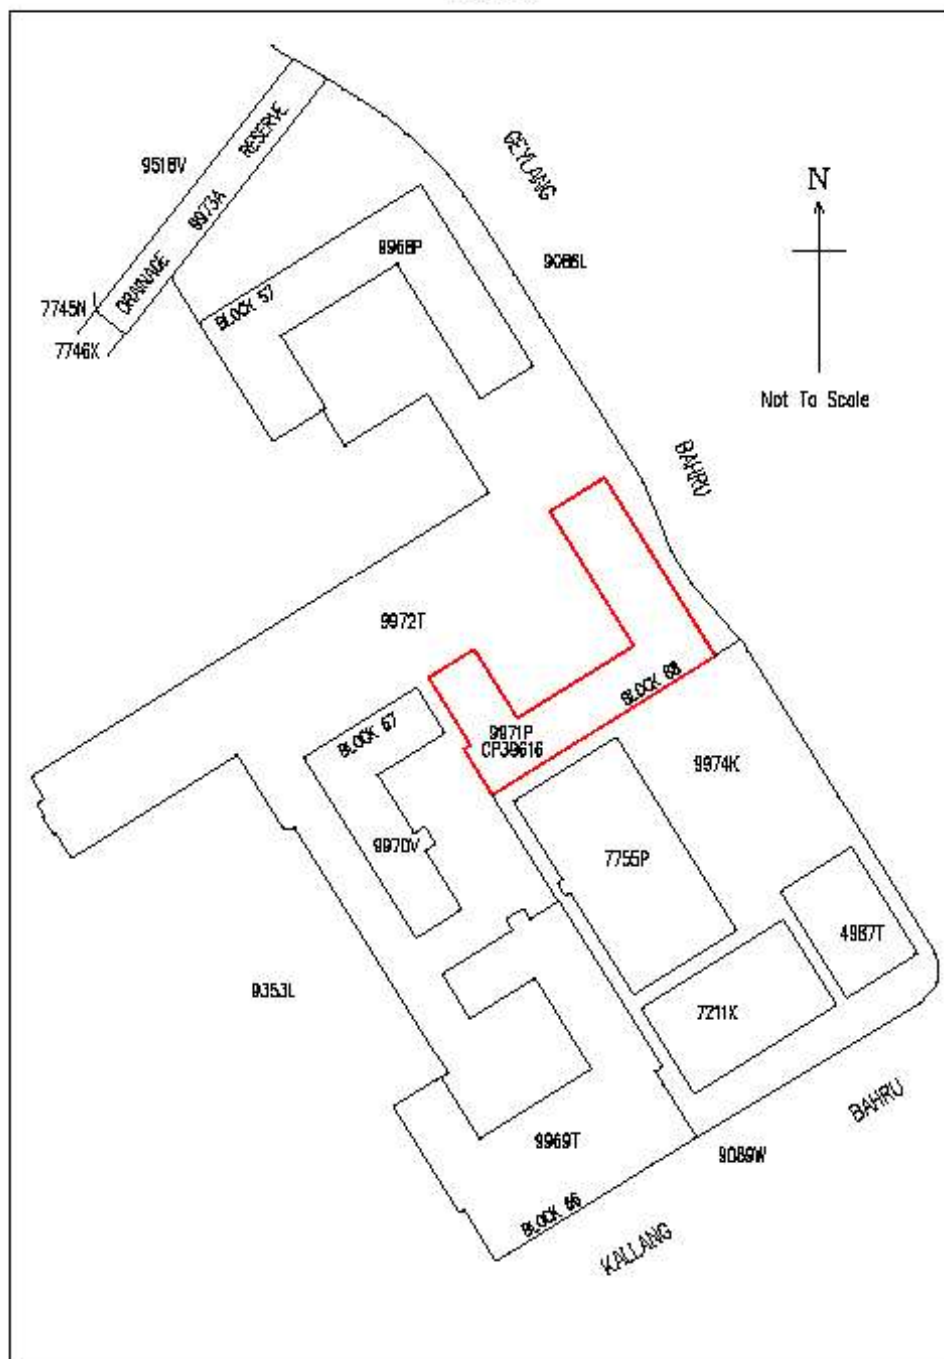 RESERVE
GEYLANG
9518V
N
9973A
9968P
9086L
DRAINAGE
BLOCK 57
7745N
7746X
Not To Scale
BAHRU
9972T
BLOCK 68
BLOCK 67
9971P
CP39616
9974K
9970V
7755P
4987T
9353L
7211K
BAHRU
9969T
9089W
BLOCK 66
KALLANG